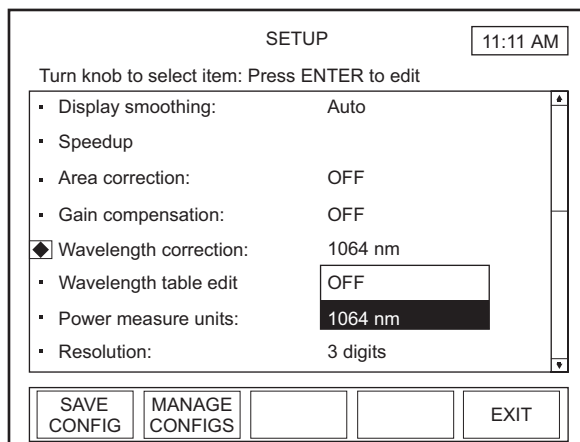 SETUP
11:11 AM
Turn knob to select item: Press ENTER to edit
Display smoothing: Auto
Speedup
Area correction: OFF
Gain compensation: OFF
Wavelength correction: 1064 nm
Wavelength table edit OFF
Power measure units: 1064 nm
Resolution: 3 digits
SAVE CONFIG
MANAGE CONFIGS
EXIT